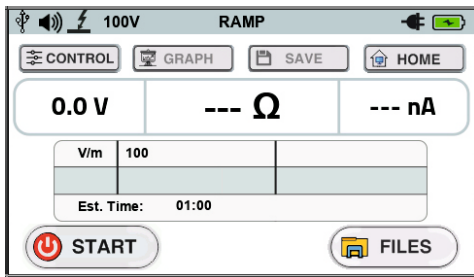 100V RAMP
CONTROL GRAPH SAVE HOME
0.0 V --- Ω --- nA
V/m 100
Est. Time: 01:00
START FILES